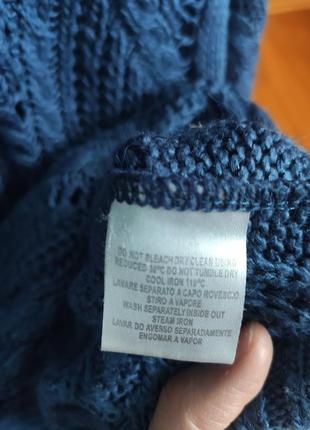 DO NOT BLEACH DRY CLEAN USING
REDUCED 30°C DO NOT TUMBLE DRY
COOL IRON 110°C
LAVARE SEPARATO A CAPO ROVESCIO
STIRO A VAPORE
WASH SEPARATELY INSIDE OUT
STEAM IRON
LAVAR DO AVESSO SEPARADAMENTE
ENGOMAR A VAPOR